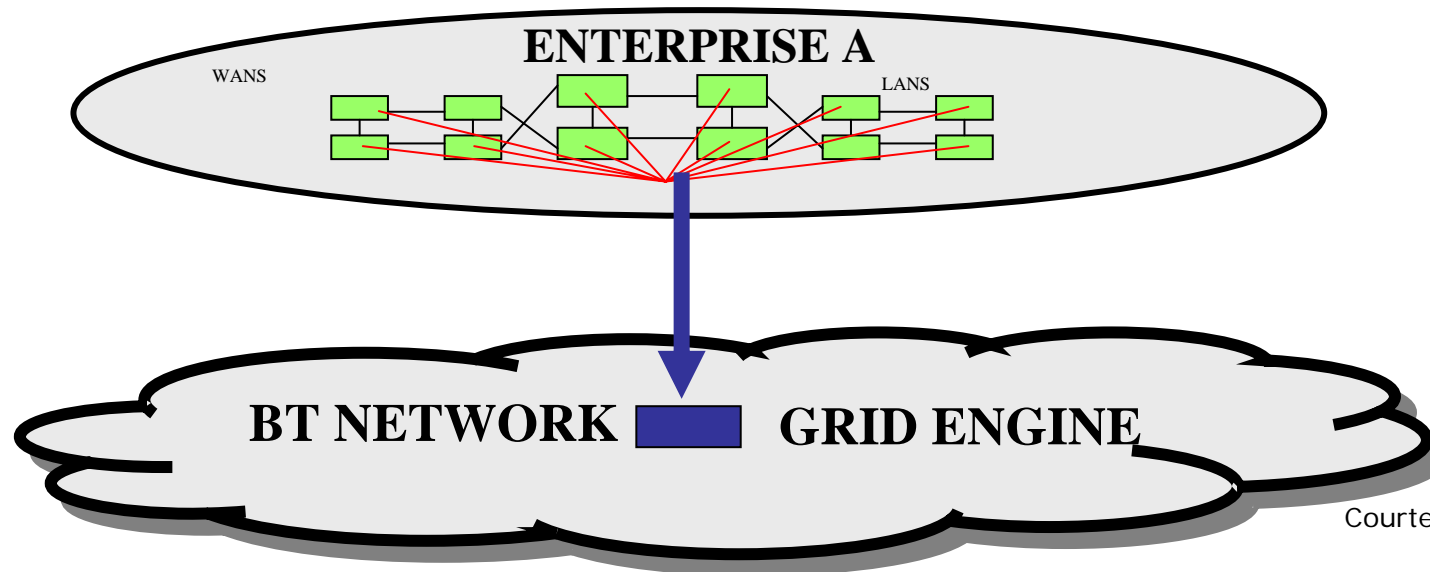 ENTERPRISE A
WANS
LANS
BT NETWORK
GRID ENGINE